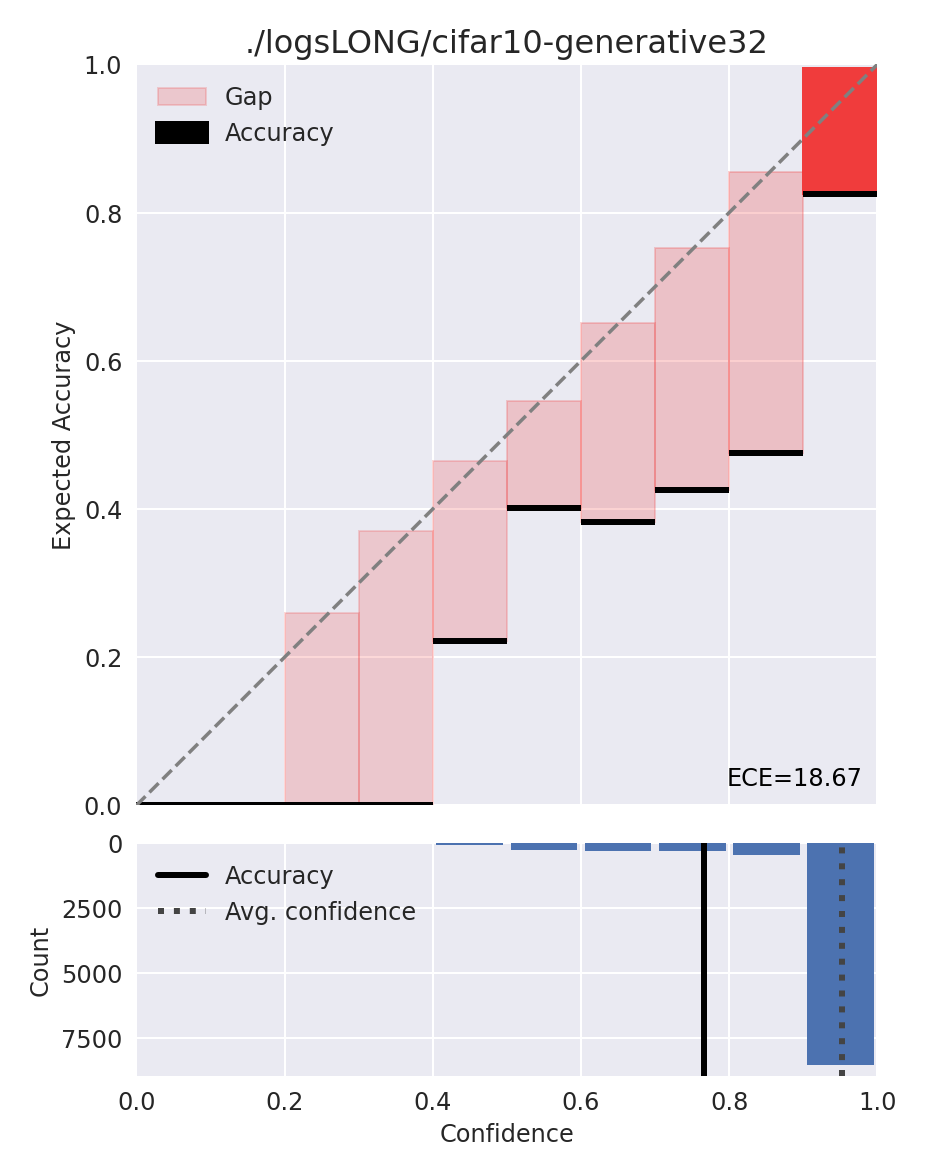 ./logsLONG/cifar10-generative32
1.0
Gap
Accuracy
0.8
0.6
Expected Accuracy
0.4
0.2
ECE=18.67
0.0
0
Accuracy
Avg. confidence
2500
Count
5000
7500
0.0 0.2 0.4 0.6 0.8 1.0
Confidence